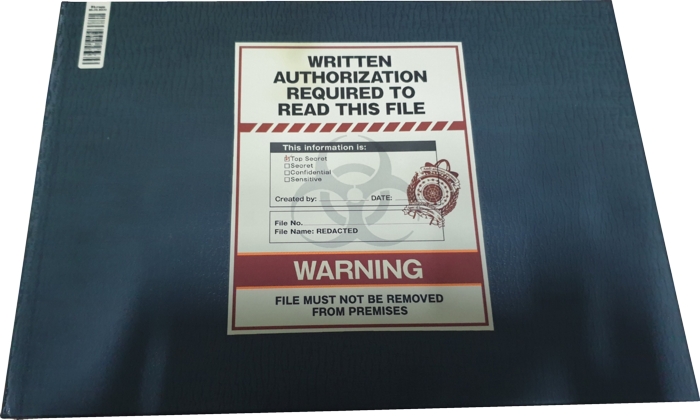 WRITTEN
AUTHORIZATION
REQUIRED TO
READ THIS FILE
This information is:
Top Secret
Secret
Confidential
Sensitive
Created by:
DATE:
File No.
File Name: REDACTED
WARNING
FILE MUST NOT BE REMOVED
FROM PREMISES